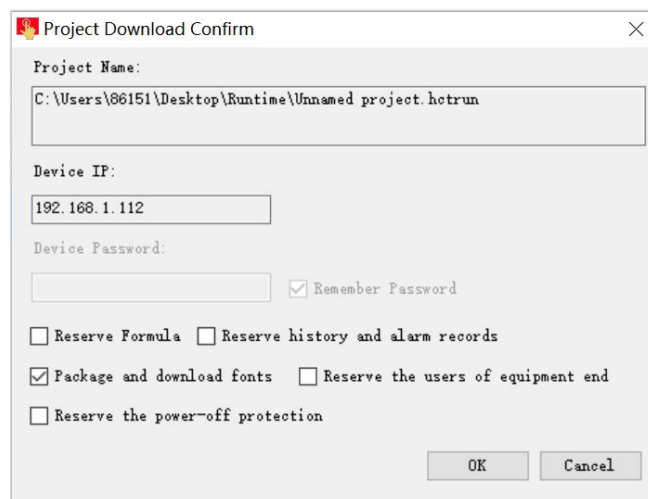 Project Download Confirm
Project Name:
C:\Users\86151\Desktop\Runtime\Unnamed project.hctrun
Device IP:
192.168.1.112
Device Password:
Remember Password
Reserve Formula Reserve history and alarm records
Package and download fonts Reserve the users of equipment end
Reserve the power-off protection
OK Cancel